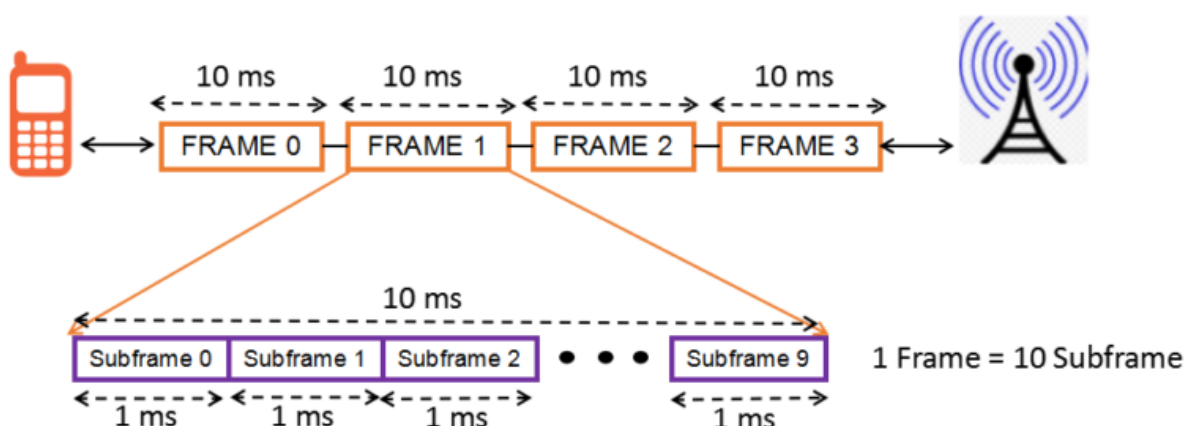 10 ms 10 ms 10 ms 10 ms
FRAME 0 FRAME 1 FRAME 2 FRAME 3
10 ms
Subframe 0 Subframe 1 Subframe 2 Subframe 9 1 Frame = 10 Subframe
1 ms 1 ms 1 ms 1 ms